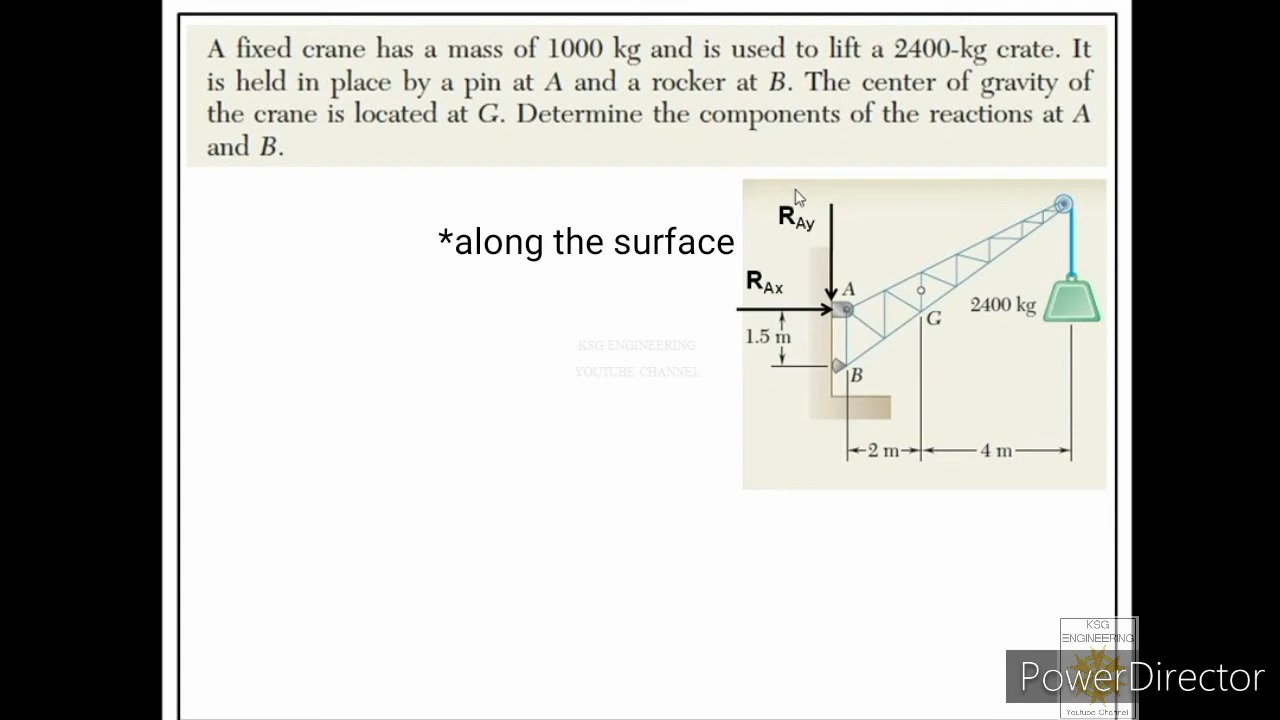 A fixed crane has a mass of 1000 kg and is used to lift a 2400-kg crate. It
is held in place by a pin at A and a rocker at B. The center of gravity of
the crane is located at G. Determine the components of the reactions at A
and B.
*along the surface
RAy
RAx
A
1.5 m
2400 kg
G
B
2 m
4 m
KSG ENGINEERING
YOUTUBE CHANNEL
KSG
ENGINEERING
PowerDirector
Youtube Channel